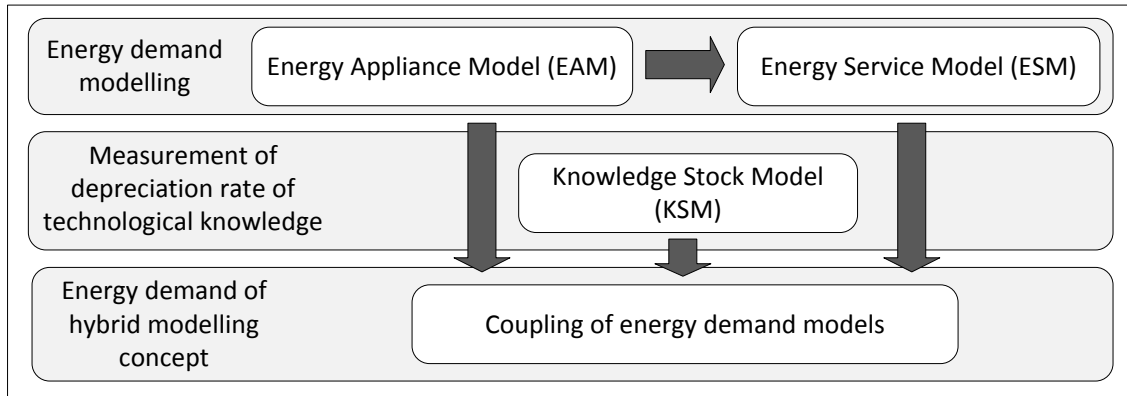 Energy demand
modelling
Energy Appliance Model (EAM)
Energy Service Model (ESM)
Measurement of
depreciation rate of
technological knowledge
Knowledge Stock Model
(KSM)
Energy demand of
hybrid modelling
concept
Coupling of energy demand models